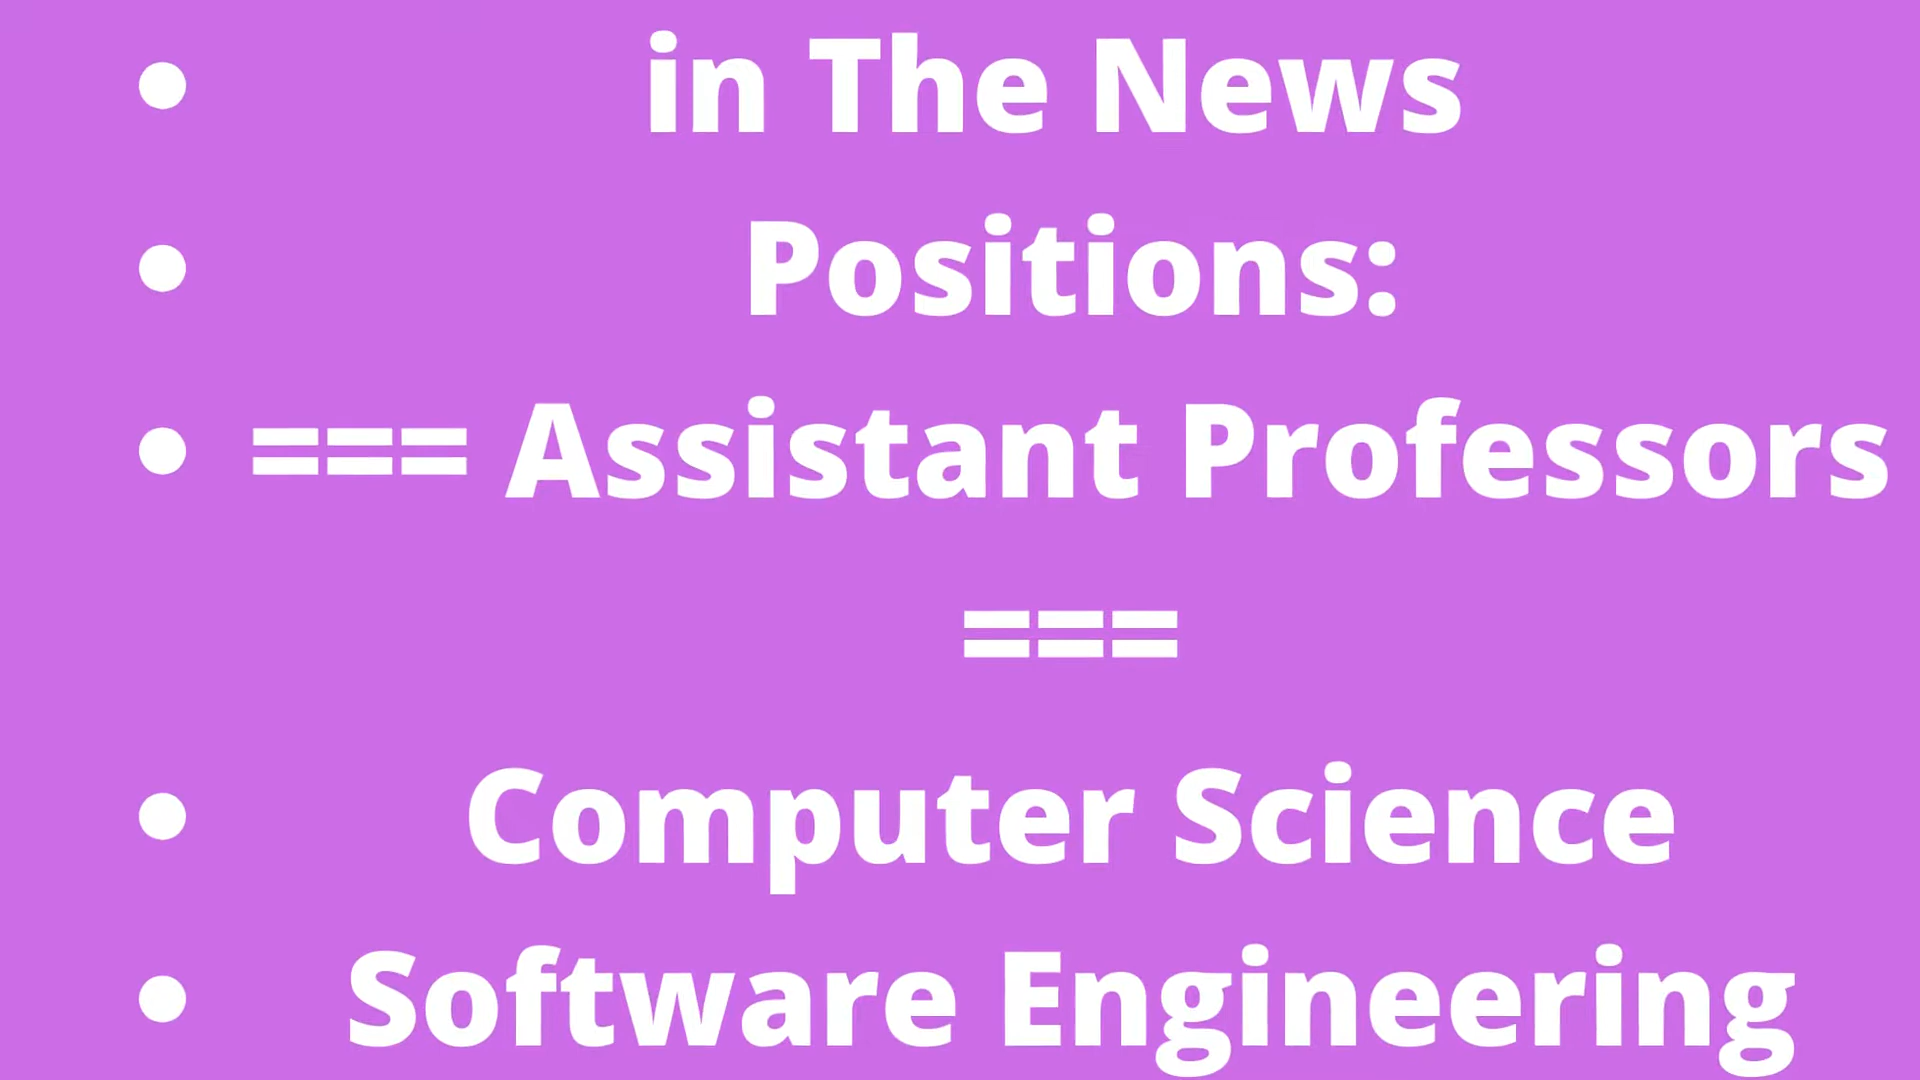 • in The News
• Positions:
• === Assistant Professors
===
• Computer Science
• Software Engineering